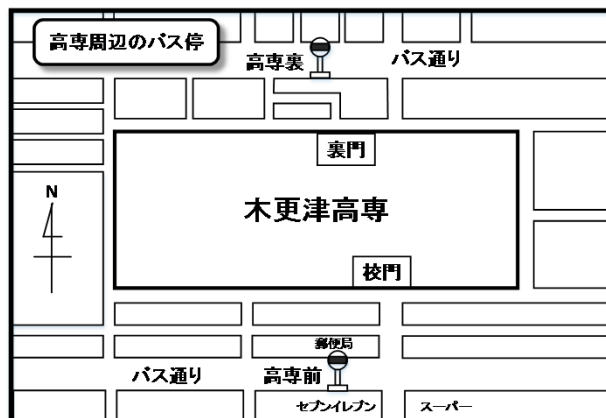 高専周辺のバス停
高専裏
バス通り
裏門
N
木更津高専
校門
郵便局
バス通り
高専前
セブンイレブン
スーパー